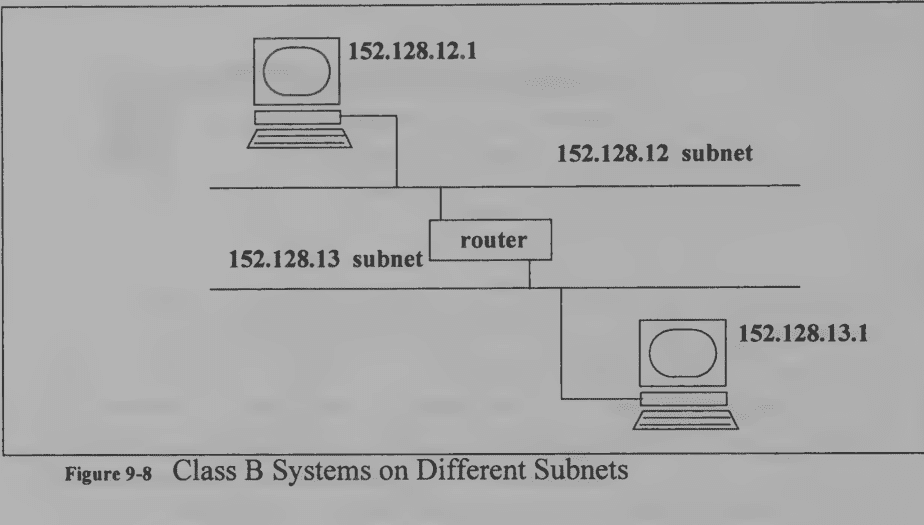 152.128.12.1
152.128.12 subnet
router
152.128.13 subnet
152.128.13.1
Figure 9-8 Class B Systems on Different Subnets